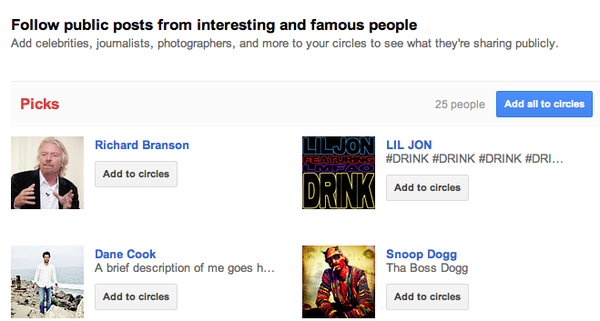 Follow public posts from interesting and famous people
Add celebrities, journalists, photographers, and more to your circles to see what they're sharing publicly.
Picks
25 people
Add all to circles
Richard Branson
Add to circles
LIL JON
FEATURING
LMFAO
DRINK
LIL JON
#DRINK #DRINK #DRINK #DRI...
Add to circles
Dane Cook
A brief description of me goes h...
Add to circles
Snoop Dogg
Tha Boss Dogg
Add to circles